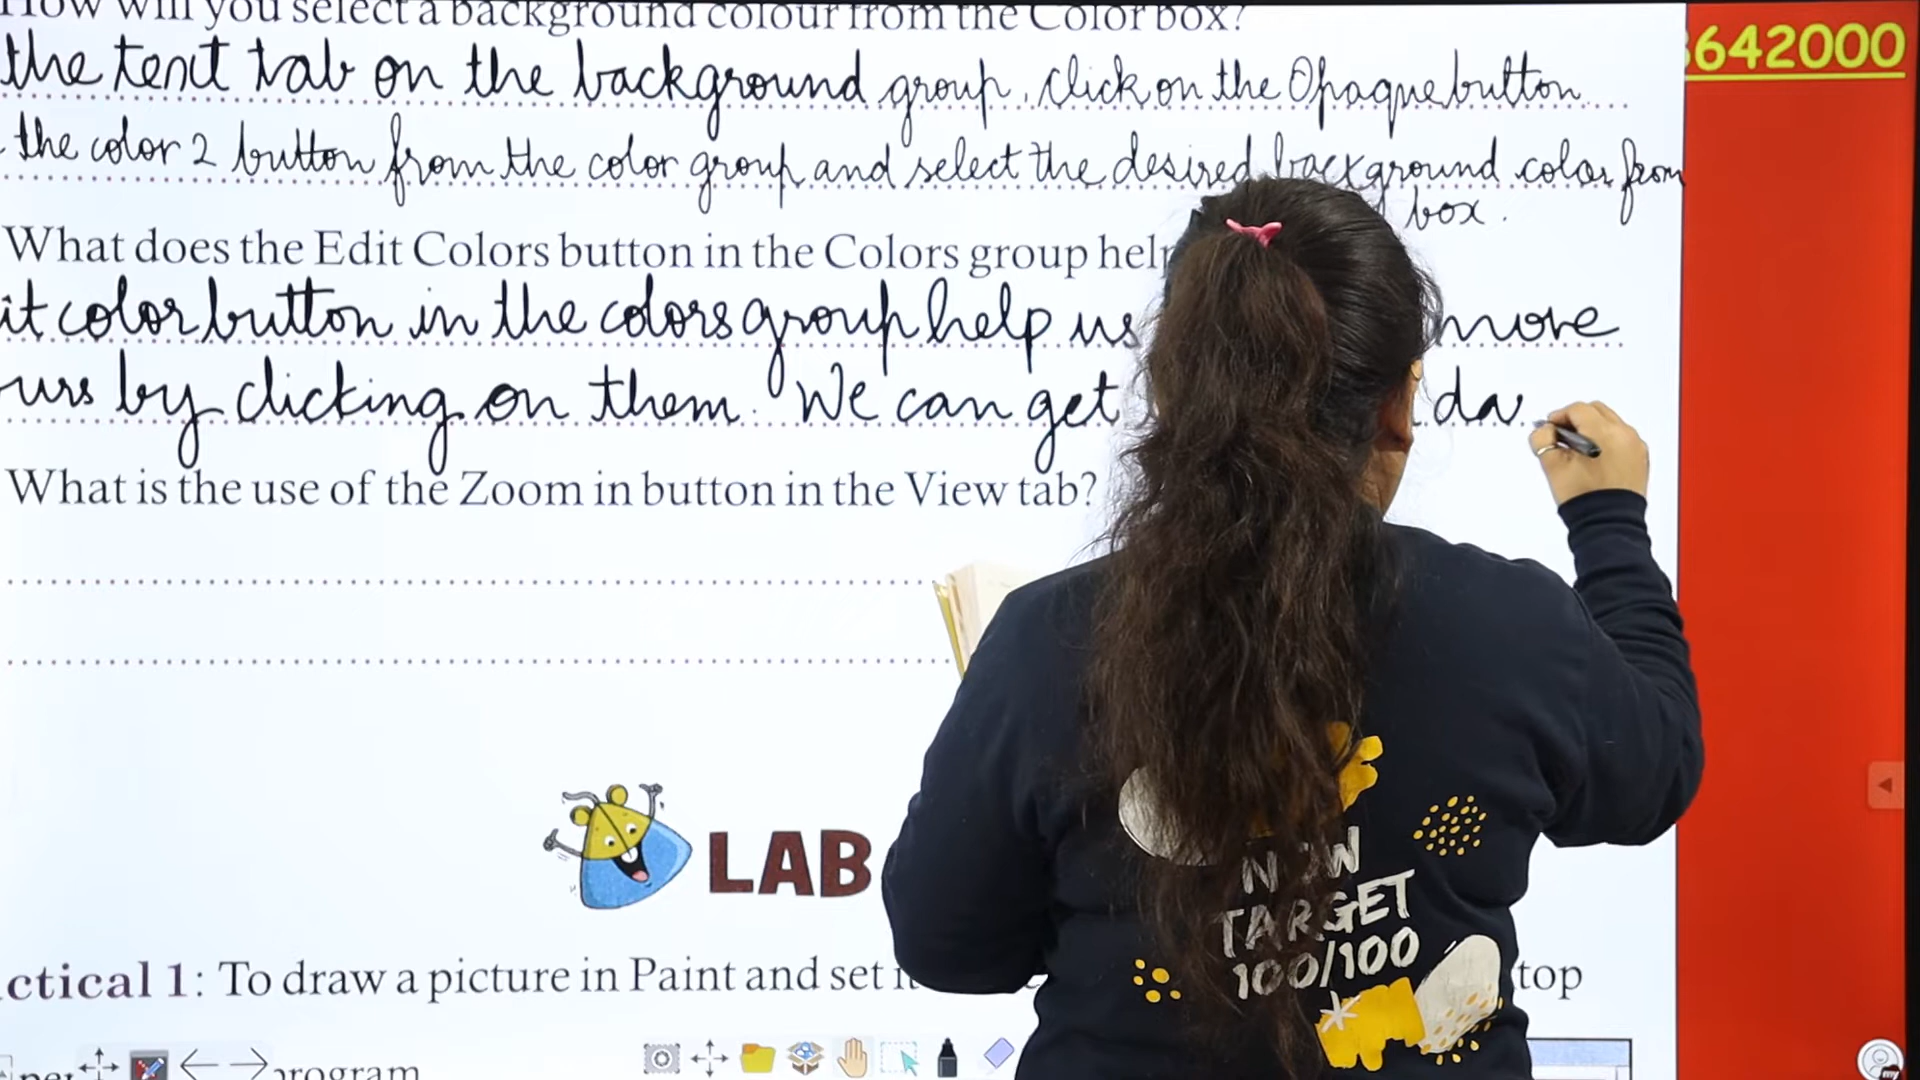 How will you select a background colour from the Color box?
the text tab on the background group, click on the Opaque button
the color 2 button from the color group and select the desired background color from
box.
What does the Edit Colors button in the Colors group
it color button in the colors group help us more
urs by clicking on them. We can get da
What is the use of the Zoom in button in the View tab?
LAB
ctical 1: To draw a picture in Paint and set top
program
642000
NOW
TARGET
100/100